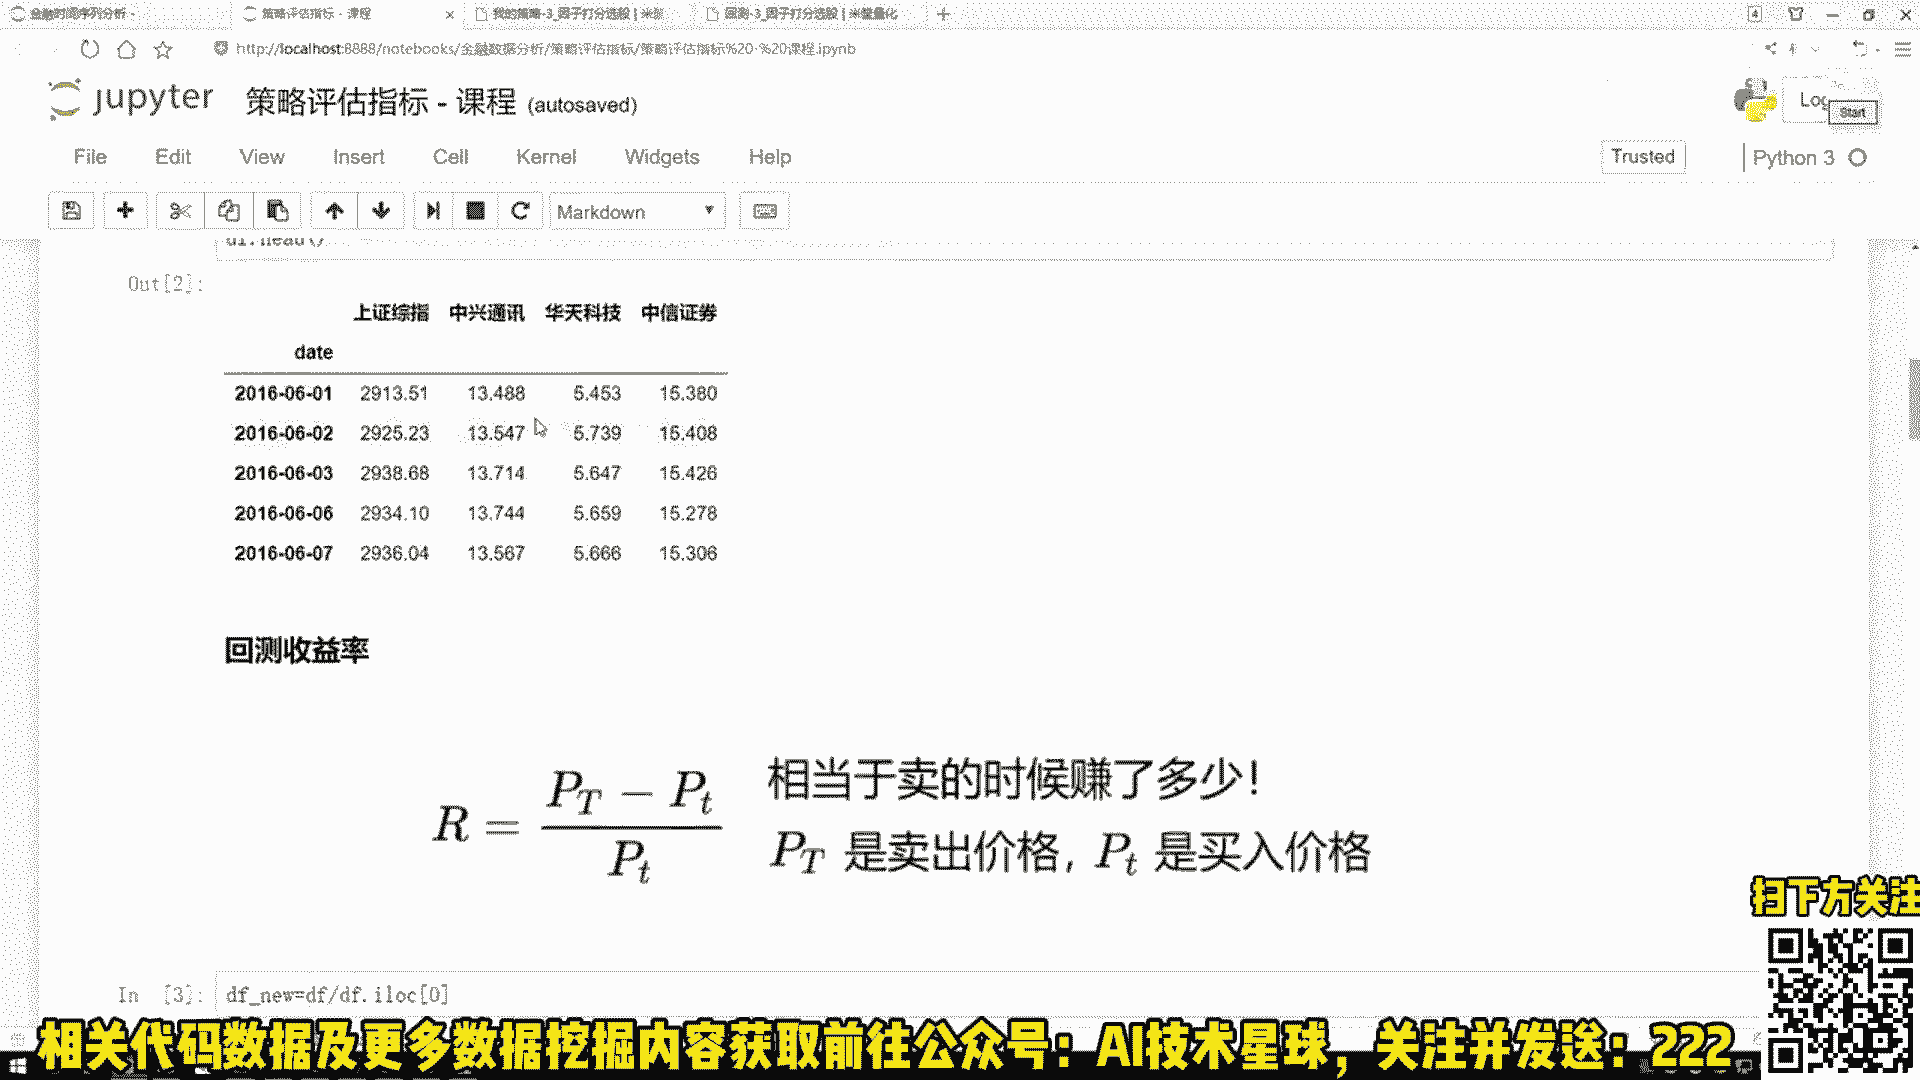 金融时间序列分析 -
策略评估指标 - 课程
我的策略-3_因子打分选股 | 米筐
回测-3_因子打分选股 | 米筐量化
4
http://localhost:8888/notebooks/金融数据分析/策略评估指标/策略评估指标%20-%20课程.ipynb
jupyter 策略评估指标 - 课程 (autosaved)
Start
File Edit View Insert Cell Kernel Widgets Help
Trusted
Python 3
Markdown
df.head()
Out[2]:
上证综指 中兴通讯 华天科技 中信证券
date
2016-06-01 2913.51 13.488 5.453 15.380
2016-06-02 2925.23 13.547 5.739 15.408
2016-06-03 2938.68 13.714 5.647 15.426
2016-06-06 2934.10 13.744 5.659 15.278
2016-06-07 2936.04 13.567 5.666 15.306
回测收益率
R = (P_T − P_t) / P_t
相当于卖的时候赚了多少!
P_T 是卖出价格, P_t 是买入价格
扫下方关注
In [3]: df_new=df/df.iloc[0]
相关代码数据及更多数据挖掘内容获取前往公众号：AI技术星球，关注并发送：222